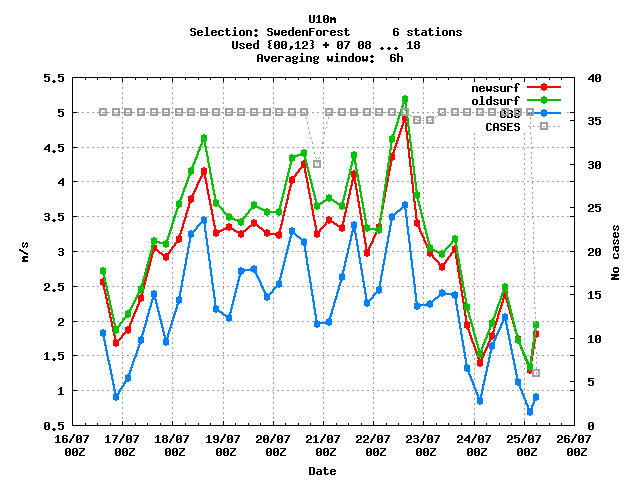 U10m
Selection: SwedenForest 6 stations
Used {00,12} + 07 08 ... 18
Averaging window: 6h
5.5
5
4.5
4
3.5
3
2.5
2
1.5
1
0.5
m/s
40
35
30
25
20
15
10
5
0
No cases
newsurf
oldsurf
OBS
CASES
16/07 17/07 18/07 19/07 20/07 21/07 22/07 23/07 24/07 25/07 26/07
00Z 00Z 00Z 00Z 00Z 00Z 00Z 00Z 00Z 00Z 00Z
Date